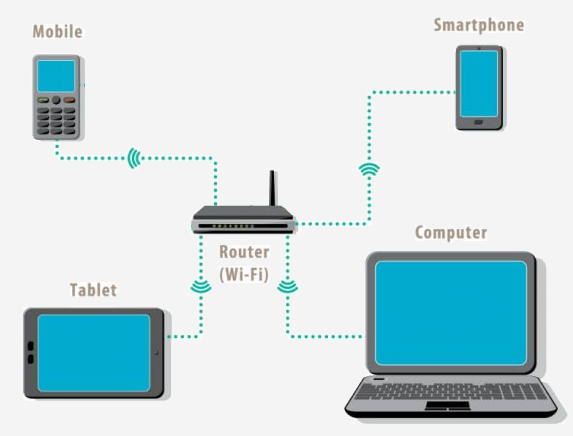 Mobile
Smartphone
Router
(Wi-Fi)
Computer
Tablet